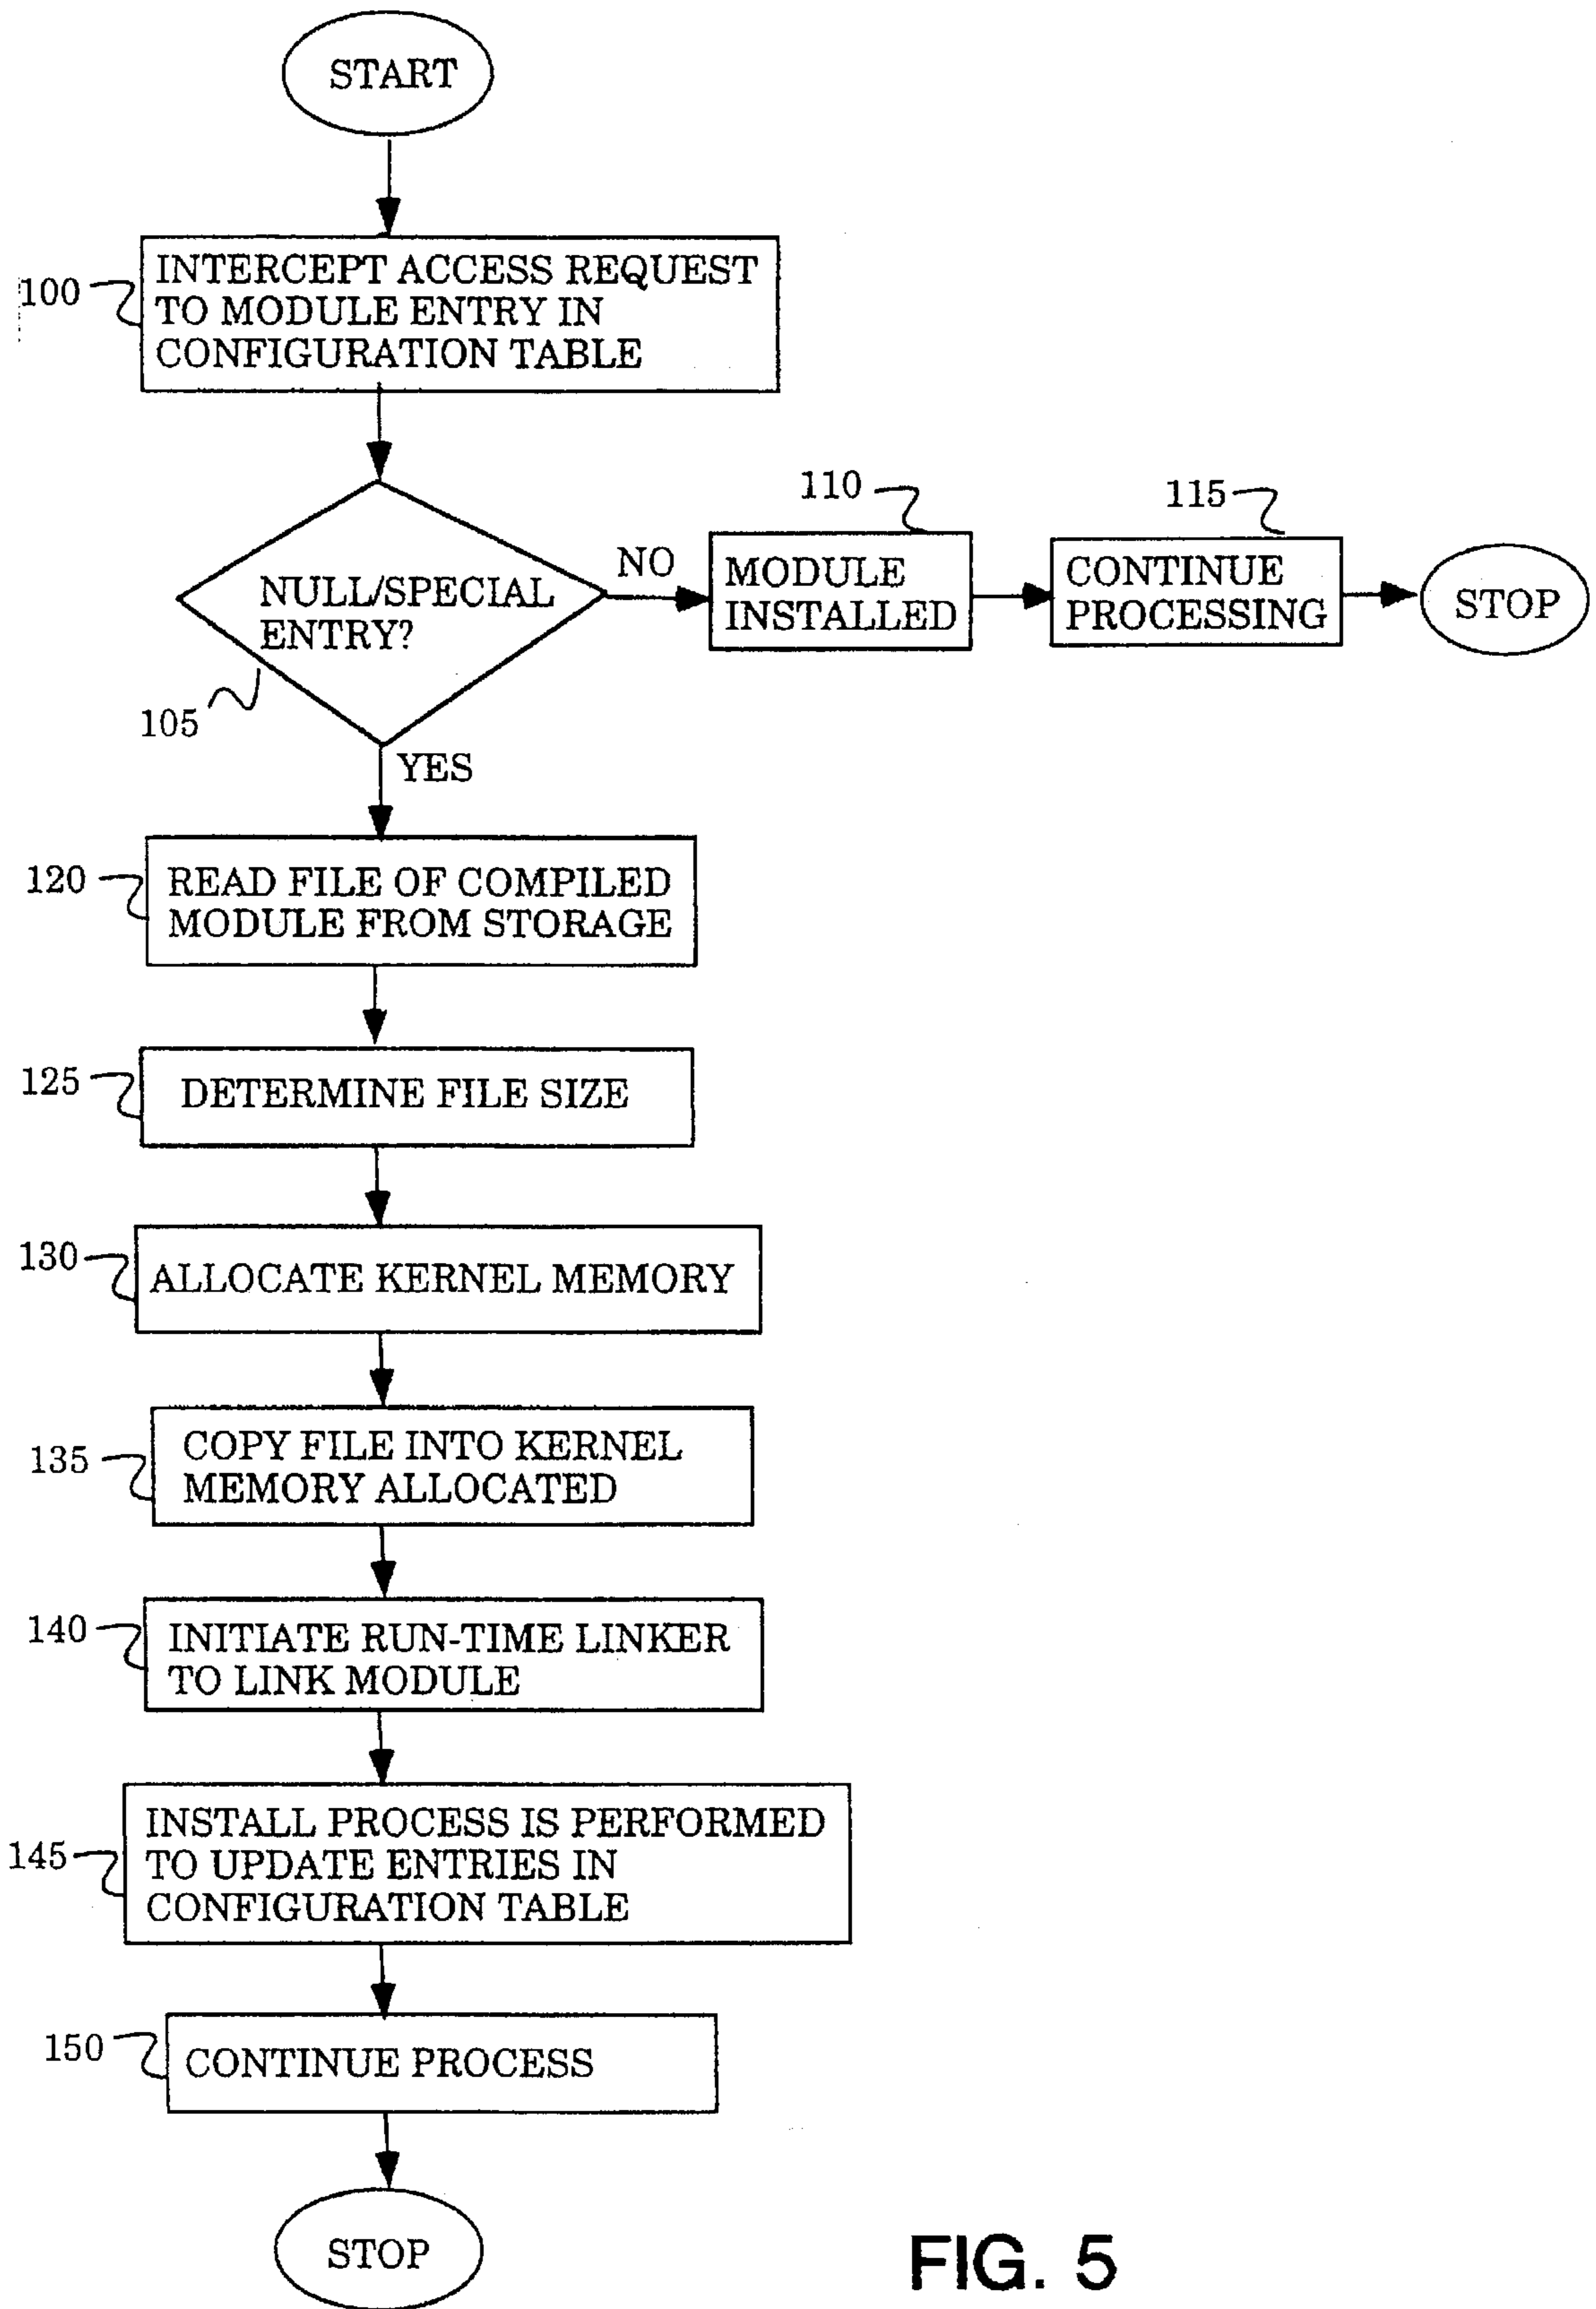 START
100
INTERCEPT ACCESS REQUEST
TO MODULE ENTRY IN
CONFIGURATION TABLE
NULL/SPECIAL
ENTRY?
105
NO
110
MODULE
INSTALLED
115
CONTINUE
PROCESSING
STOP
YES
120
READ FILE OF COMPILED
MODULE FROM STORAGE
125
DETERMINE FILE SIZE
130
ALLOCATE KERNEL MEMORY
135
COPY FILE INTO KERNEL
MEMORY ALLOCATED
140
INITIATE RUN-TIME LINKER
TO LINK MODULE
145
INSTALL PROCESS IS PERFORMED
TO UPDATE ENTRIES IN
CONFIGURATION TABLE
150
CONTINUE PROCESS
STOP
FIG. 5